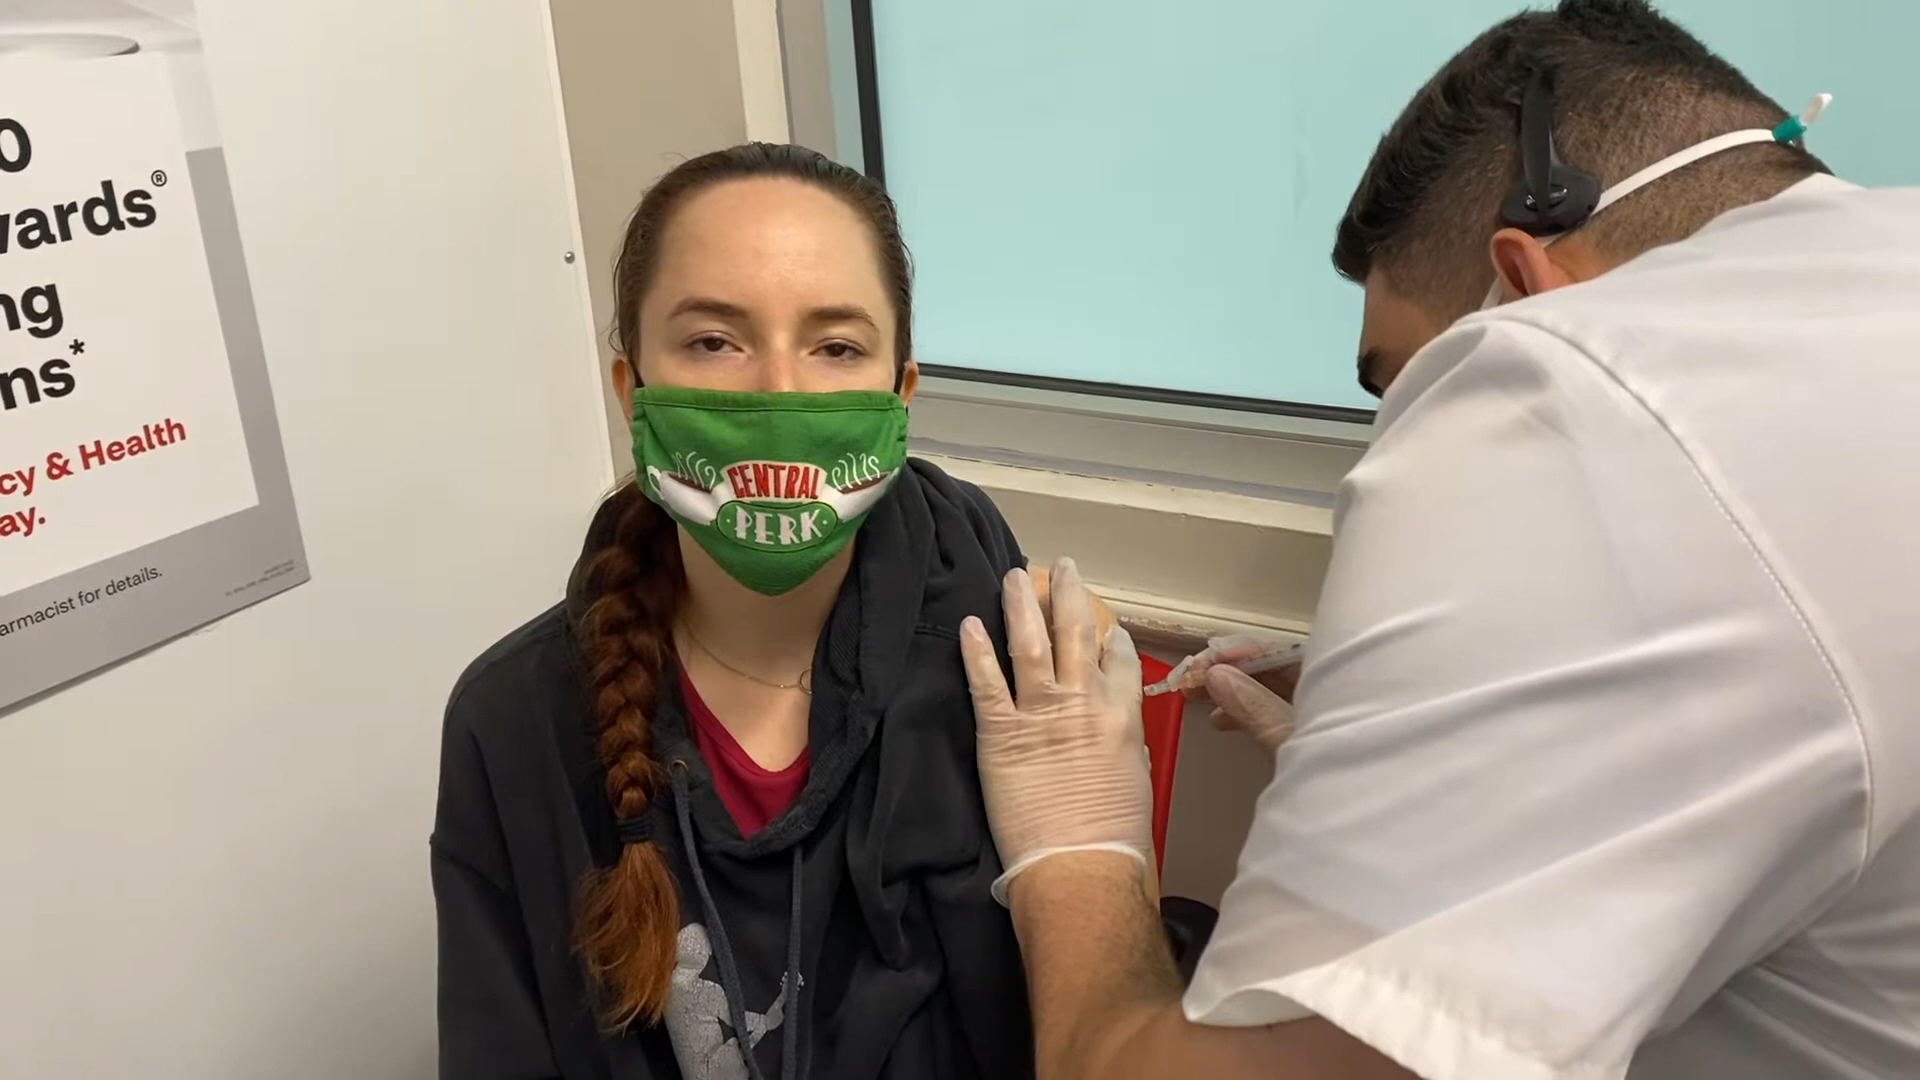 0
wards®
ng
ns*
cy & Health
ay.
armacist for details.
CENTRAL
PERK